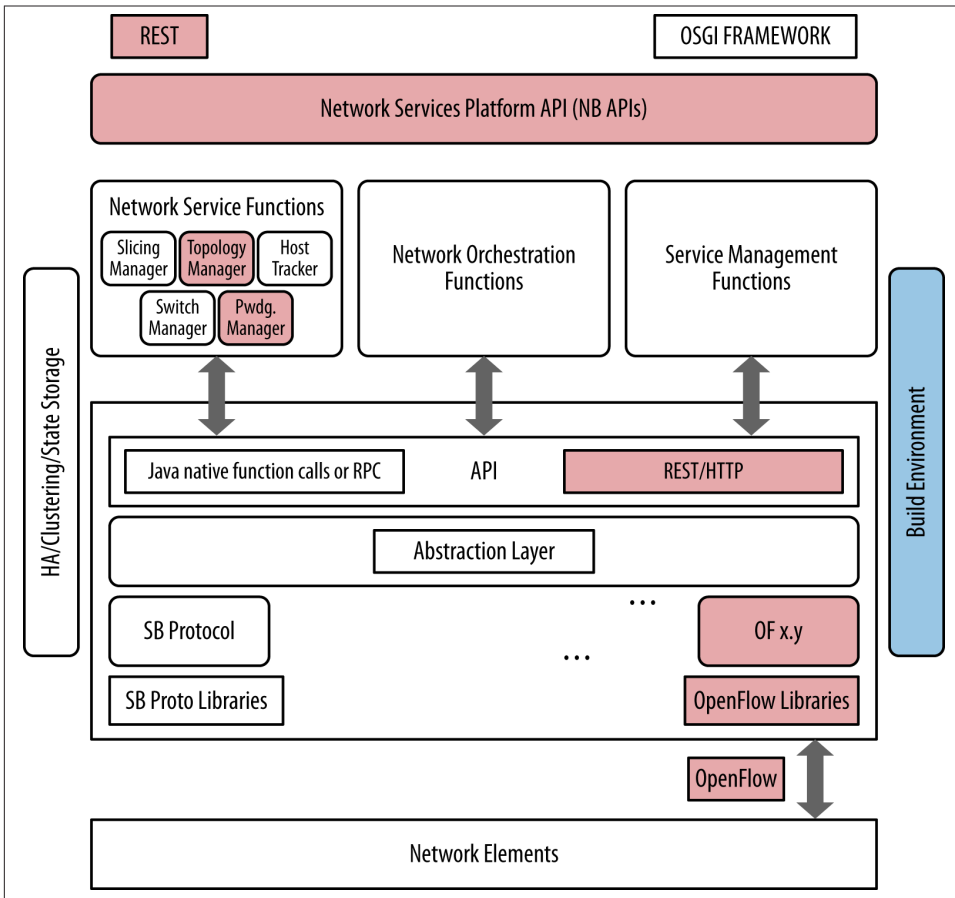 REST
OSGI FRAMEWORK
Network Services Platform API (NB APIs)
Network Service Functions
Slicing
Manager
Topology
Manager
Host
Tracker
Switch
Manager
Pwdg.
Manager
Network Orchestration
Functions
Service Management
Functions
HA/Clustering/State Storage
Build Environment
Java native function calls or RPC
API
REST/HTTP
Abstraction Layer
...
SB Protocol
...
OF x.y
SB Proto Libraries
OpenFlow Libraries
OpenFlow
Network Elements